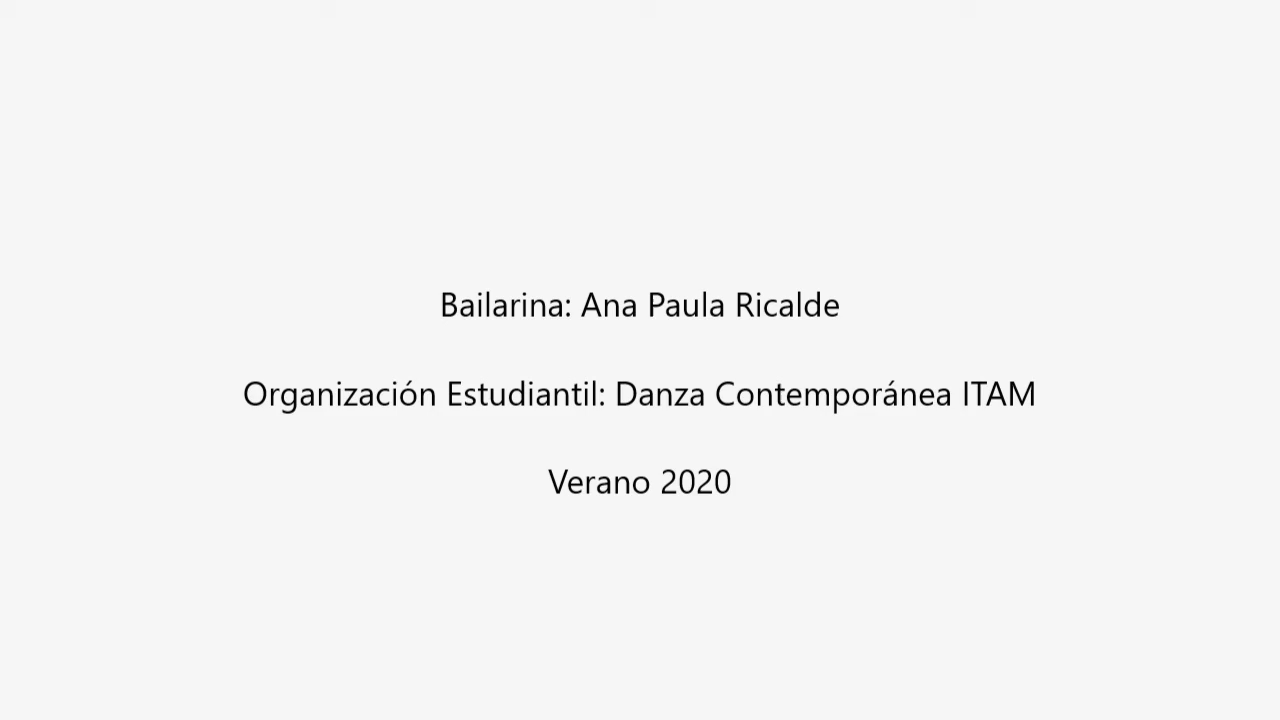 Bailarina: Ana Paula Ricalde
Organización Estudiantil: Danza Contemporánea ITAM
Verano 2020